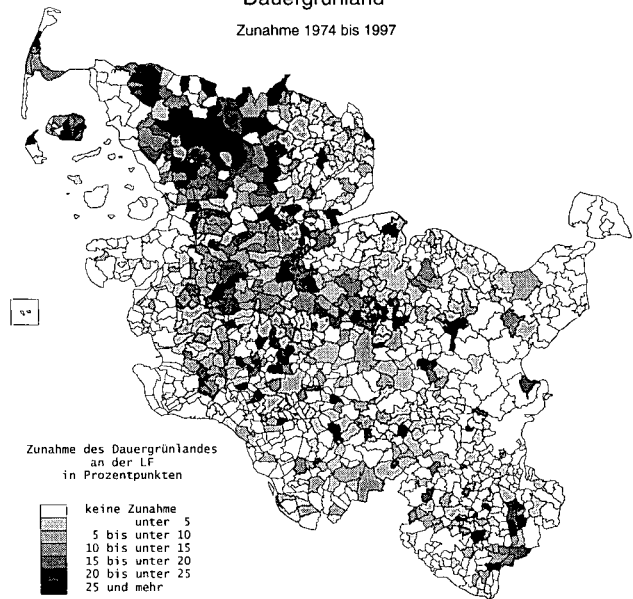 Dauergrünland
Zunahme 1974 bis 1997
Zunahme des Dauergrünlandes
an der LF
in Prozentpunkten
keine Zunahme
unter 5
5 bis unter 10
10 bis unter 15
15 bis unter 20
20 bis unter 25
25 und mehr